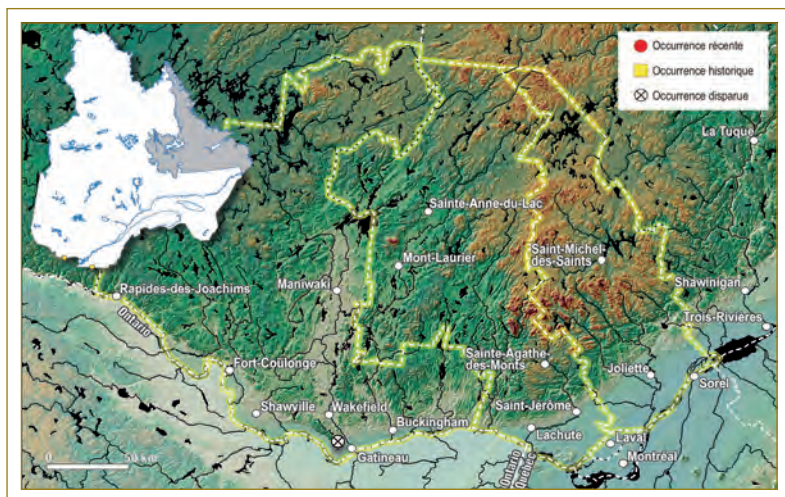 Occurrence récente
Occurrence historique
Occurrence disparue
La Tuque
Sainte-Anne-du-Lac
Saint-Michel
des-Saints
Mont-Laurier
Maniwaki
Rapides-des-Joachims
Shawinigan
Trois-Rivières
Ontario
Fort-Coulonge
Sainte-Agathe
des-Monts
Joliette
Sorel
Shawville
Wakefield
Saint-Jérôme
Buckingham
Lachute
Laval
Gatineau
Montréal
Ontario
Québec
0 50 km